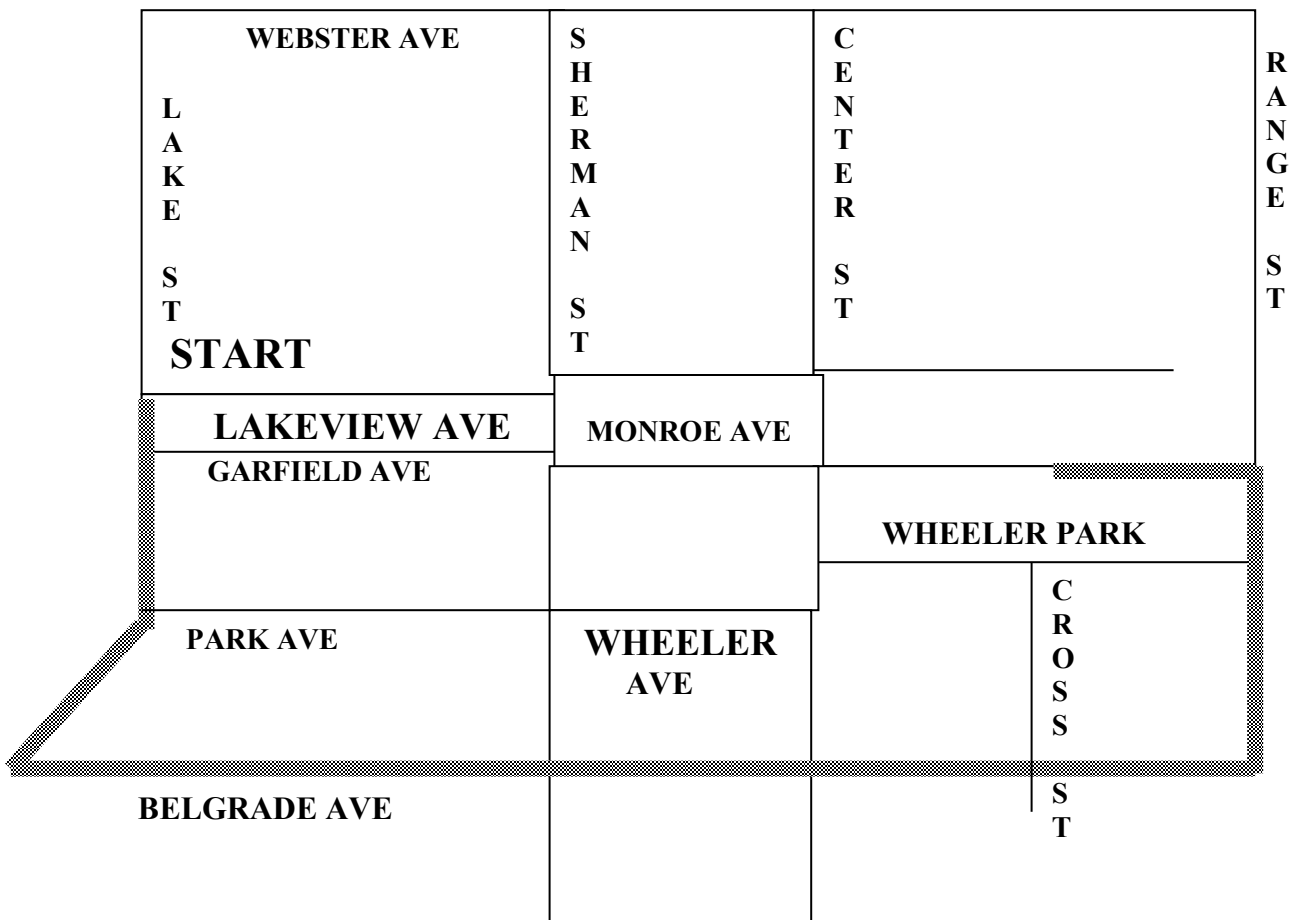 WEBSTER AVE
LAKE ST
SHERMAN ST
CENTER ST
RANGE ST
START
LAKEVIEW AVE
MONROE AVE
GARFIELD AVE
WHEELER PARK
PARK AVE
WHEELER
AVE
CROSS ST
BELGRADE AVE